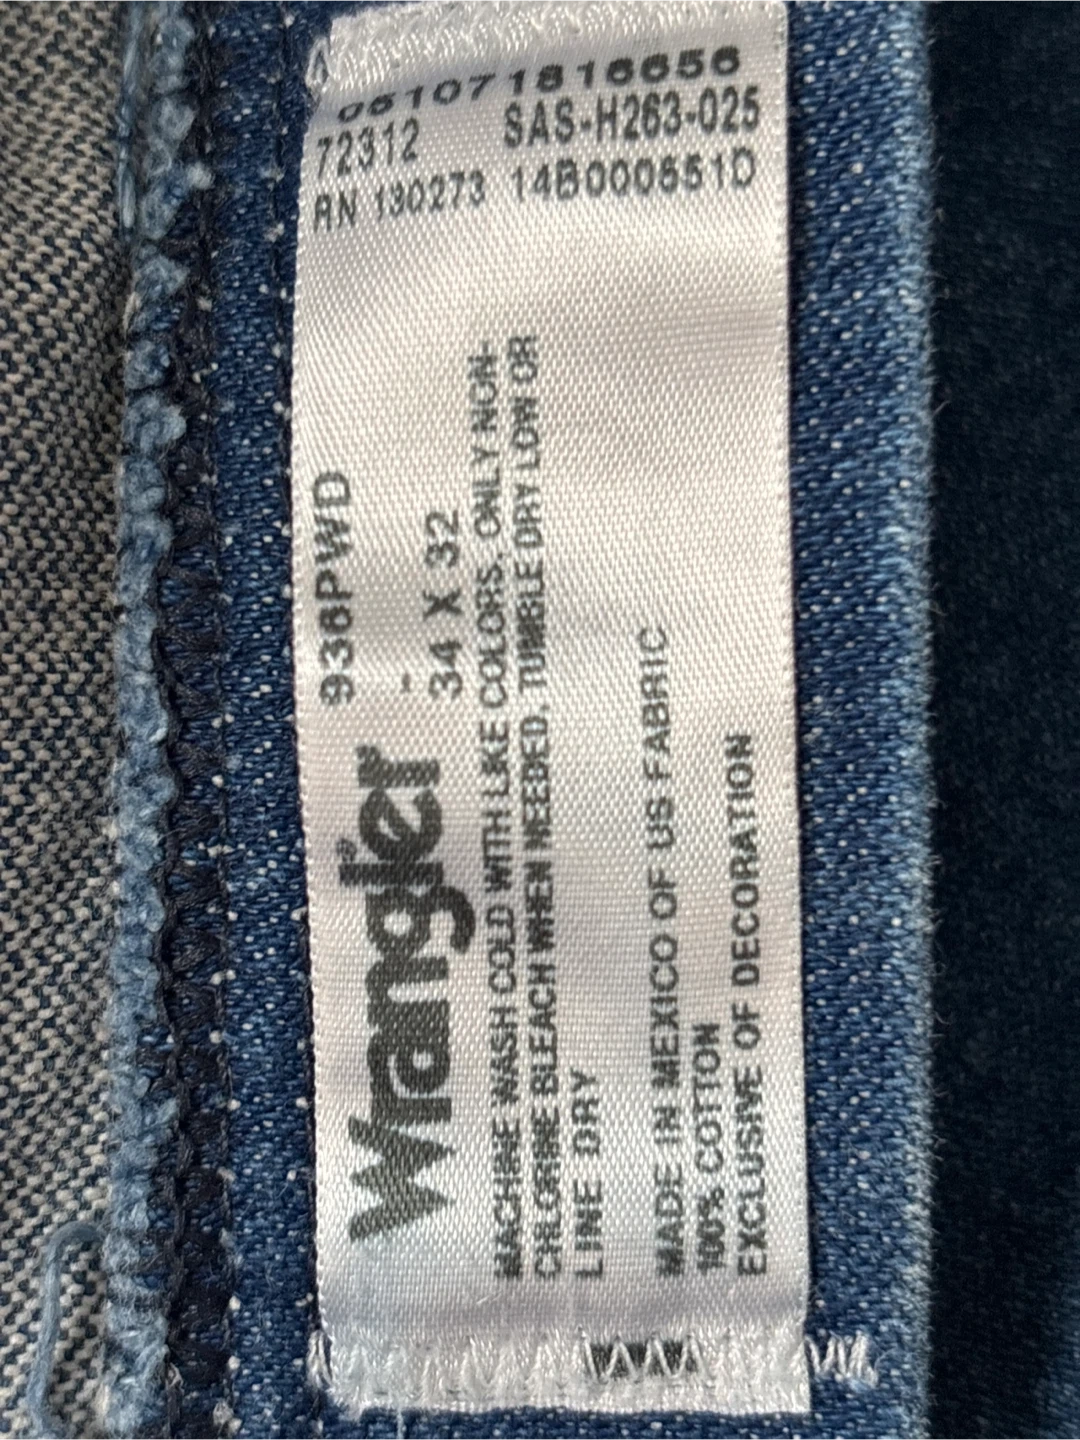 051071816656
72312 SAS-H263-025
RN 130273 14B000651D
Wrangler
936PWD
-
34 X 32
MACHINE WASH COLD WITH LIKE COLORS. ONLY NON-
CHLORINE BLEACH WHEN NEEDED. TUMBLE DRY LOW OR
LINE DRY
MADE IN MEXICO OF US FABRIC
100% COTTON
EXCLUSIVE OF DECORATION